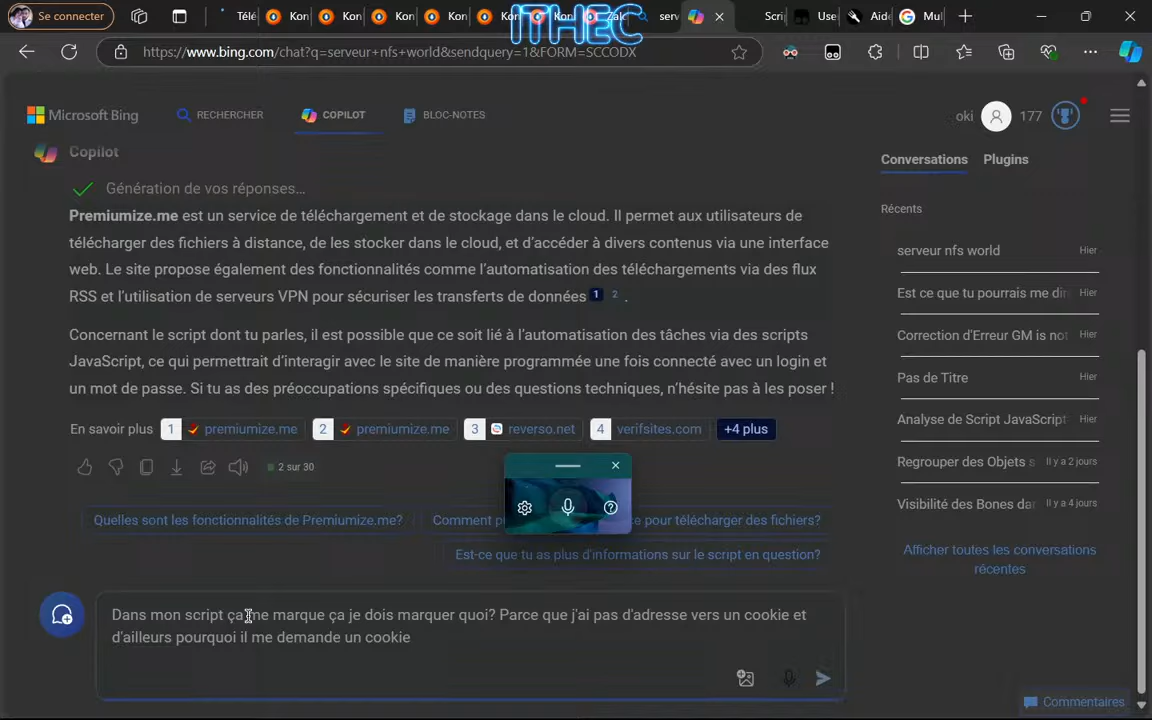 Se connecter
Télé
Kon
Kon
Kon
Kon
Kon
Kon
Zalc
serv
Scri
Use
Aide
Mul
ITHEC
https://www.bing.com/chat?q=serveur+nfs+world&sendquery=1&FORM=SCCODX
Microsoft Bing
RECHERCHER
COPILOT
BLOC-NOTES
oki
177
Copilot
Conversations
Plugins
Génération de vos réponses…
Premiumize.me est un service de téléchargement et de stockage dans le cloud. Il permet aux utilisateurs de
télécharger des fichiers à distance, de les stocker dans le cloud, et d’accéder à divers contenus via une interface
web. Le site propose également des fonctionnalités comme l’automatisation des téléchargements via des flux
RSS et l’utilisation de serveurs VPN pour sécuriser les transferts de données 1 2 .
Concernant le script dont tu parles, il est possible que ce soit lié à l’automatisation des tâches via des scripts
JavaScript, ce qui permettrait d’interagir avec le site de manière programmée une fois connecté avec un login et
un mot de passe. Si tu as des préoccupations spécifiques ou des questions techniques, n’hésite pas à les poser !
En savoir plus
1 premiumize.me
2 premiumize.me
3 reverso.net
4 verifsites.com
+4 plus
2 sur 30
Quelles sont les fonctionnalités de Premiumize.me?
Comment p
ce pour télécharger des fichiers?
Est-ce que tu as plus d'informations sur le script en question?
Dans mon script ça me marque ça je dois marquer quoi? Parce que j'ai pas d'adresse vers un cookie et
d'ailleurs pourquoi il me demande un cookie
Récents
serveur nfs world Hier
Est ce que tu pourrais me di Hier
Correction d'Erreur GM is no Hier
Pas de Titre Hier
Analyse de Script JavaScript Hier
Regrouper des Objets s Il y a 2 jours
Visibilité des Bones da Il y a 4 jours
Afficher toutes les conversations
récentes
Commentaires